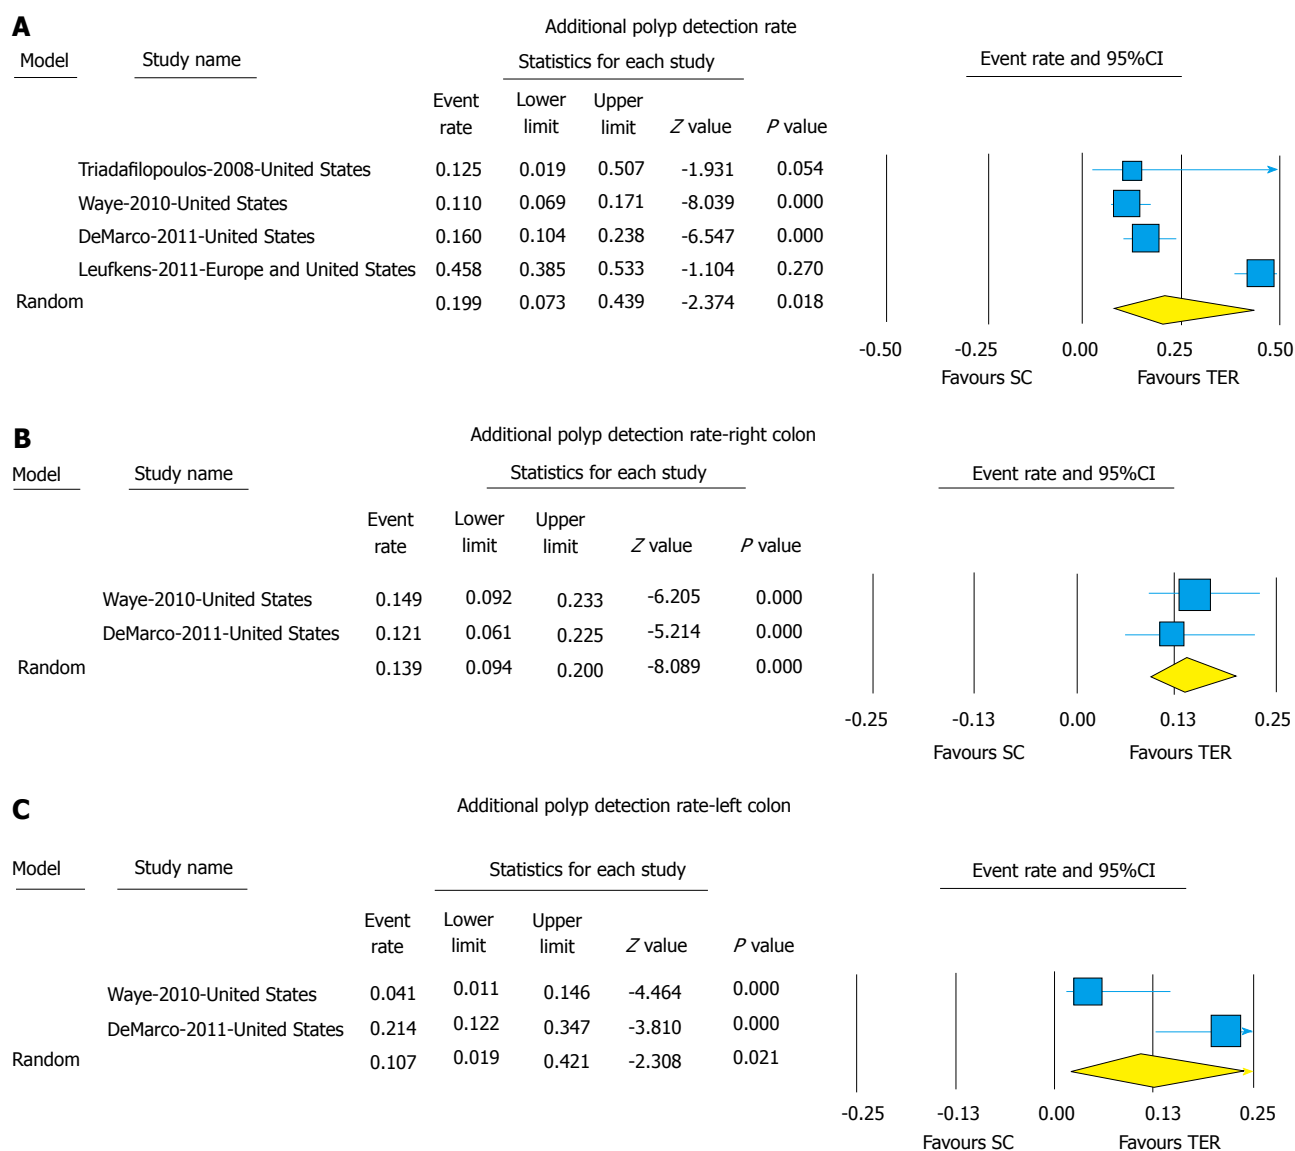 A
Additional polyp detection rate
Model Study name Statistics for each study Event rate and 95%CI
Event rate Lower limit Upper limit Z value P value
Triadafilopoulos-2008-United States 0.125 0.019 0.507 -1.931 0.054
Waye-2010-United States 0.110 0.069 0.171 -8.039 0.000
DeMarco-2011-United States 0.160 0.104 0.238 -6.547 0.000
Leufkens-2011-Europe and United States 0.458 0.385 0.533 -1.104 0.270
Random 0.199 0.073 0.439 -2.374 0.018
-0.50 -0.25 0.00 0.25 0.50
Favours SC Favours TER
B
Additional polyp detection rate-right colon
Model Study name Statistics for each study Event rate and 95%CI
Event rate Lower limit Upper limit Z value P value
Waye-2010-United States 0.149 0.092 0.233 -6.205 0.000
DeMarco-2011-United States 0.121 0.061 0.225 -5.214 0.000
Random 0.139 0.094 0.200 -8.089 0.000
-0.25 -0.13 0.00 0.13 0.25
Favours SC Favours TER
C
Additional polyp detection rate-left colon
Model Study name Statistics for each study Event rate and 95%CI
Event rate Lower limit Upper limit Z value P value
Waye-2010-United States 0.041 0.011 0.146 -4.464 0.000
DeMarco-2011-United States 0.214 0.122 0.347 -3.810 0.000
Random 0.107 0.019 0.421 -2.308 0.021
-0.25 -0.13 0.00 0.13 0.25
Favours SC Favours TER